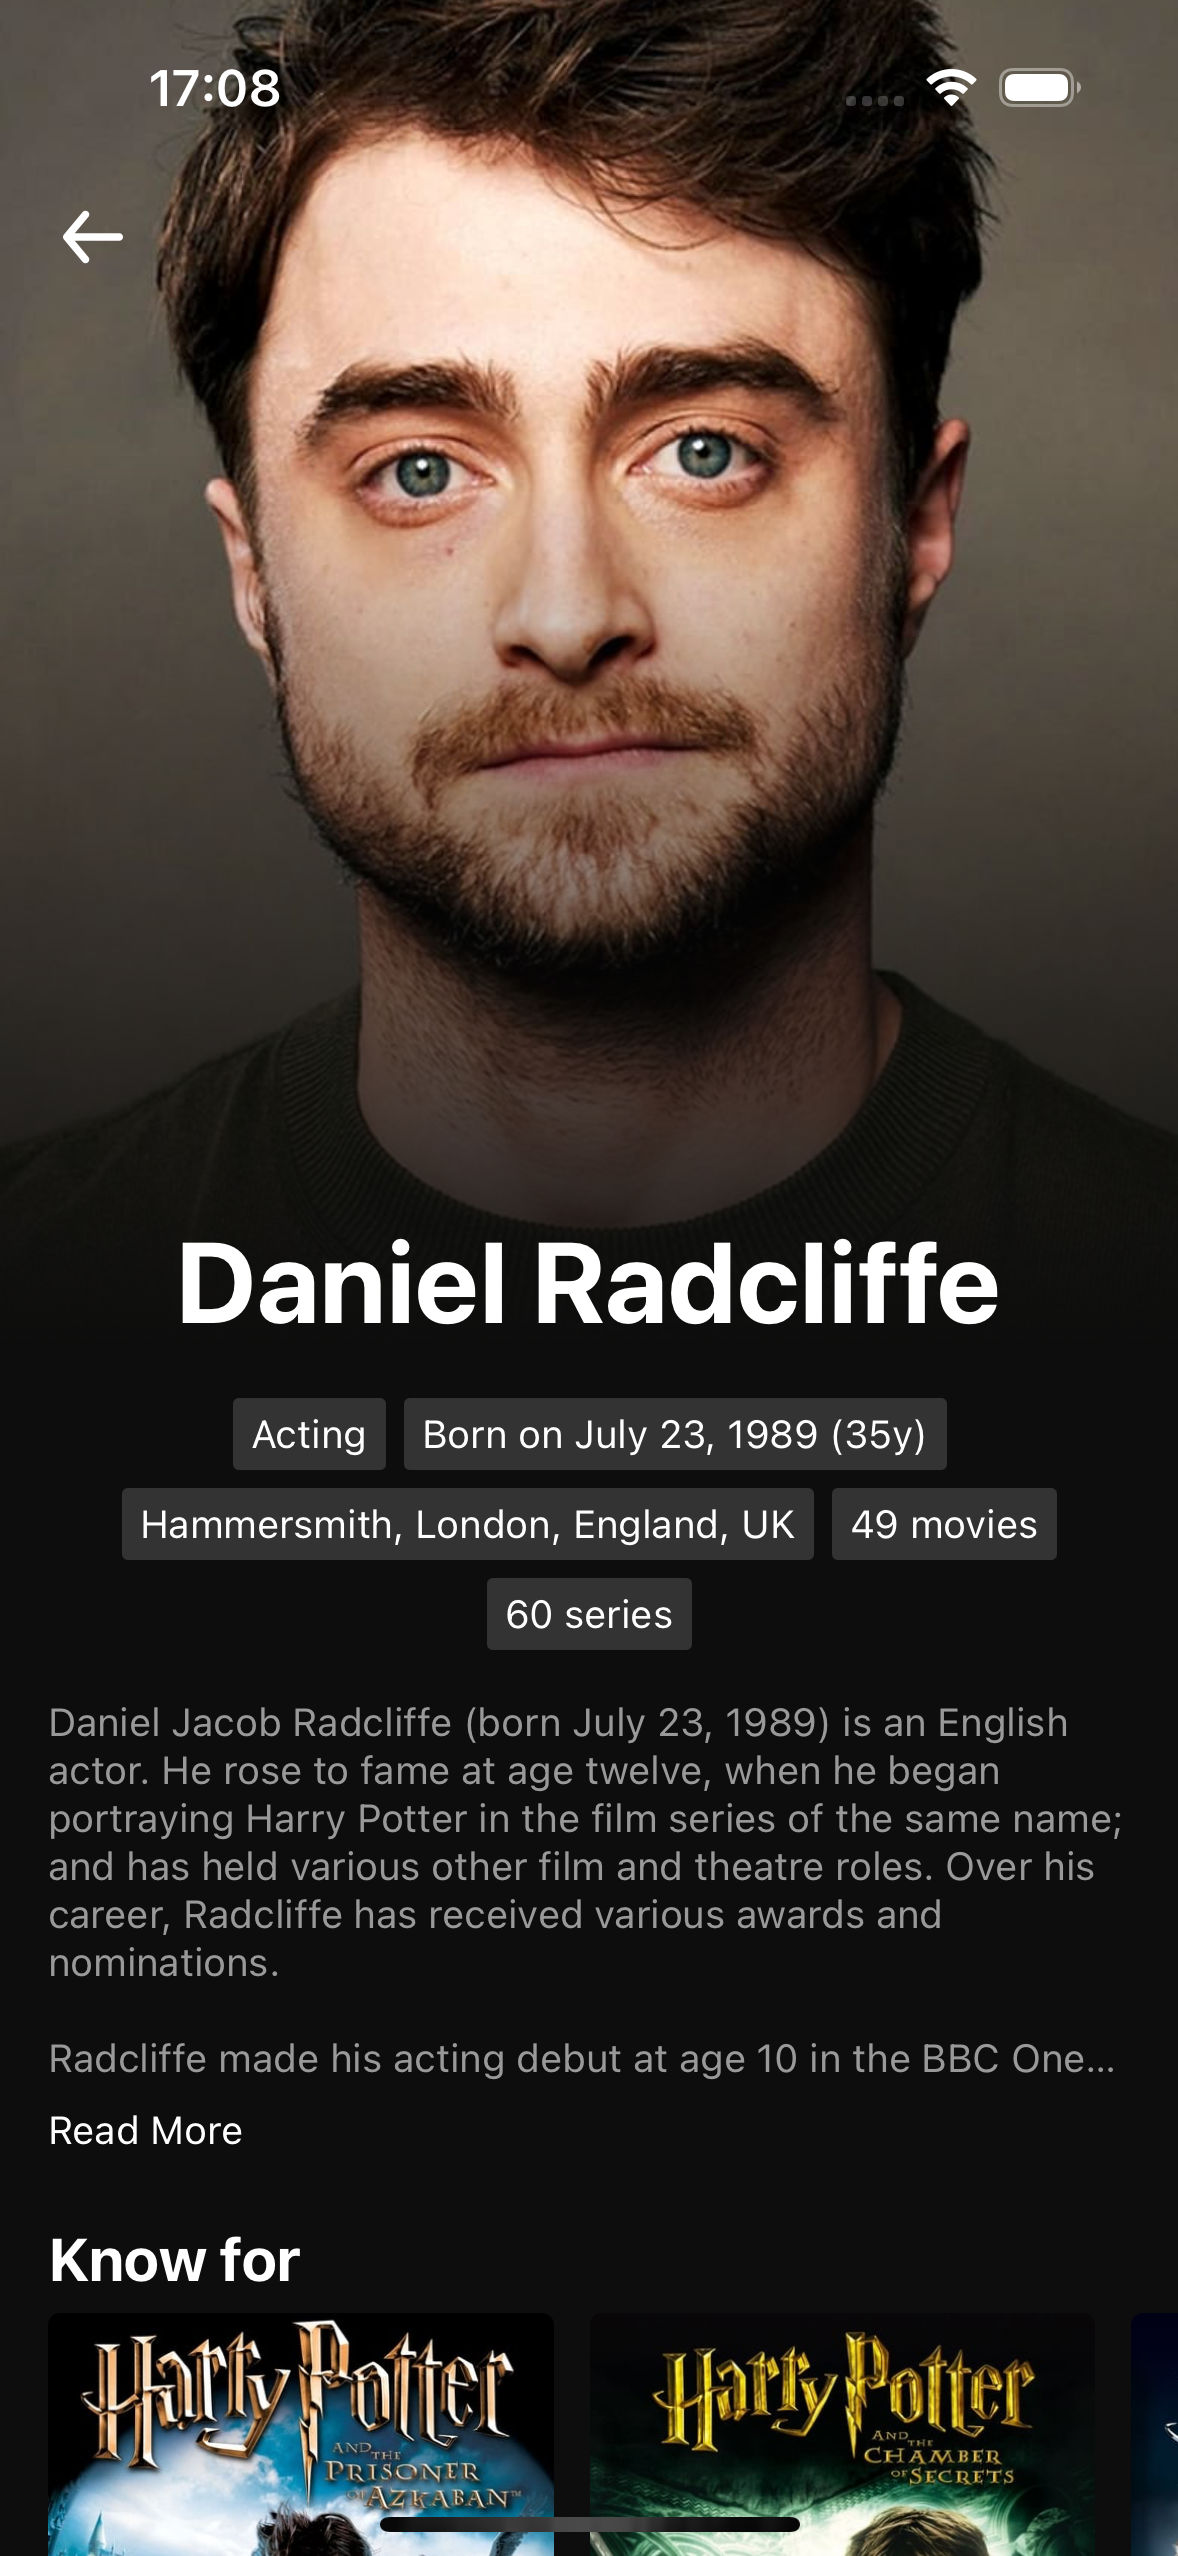 17:08
Daniel Radcliffe
Acting
Born on July 23, 1989 (35y)
Hammersmith, London, England, UK
49 movies
60 series
Daniel Jacob Radcliffe (born July 23, 1989) is an English
actor. He rose to fame at age twelve, when he began
portraying Harry Potter in the film series of the same name;
and has held various other film and theatre roles. Over his
career, Radcliffe has received various awards and
nominations.
Radcliffe made his acting debut at age 10 in the BBC One...
Read More
Know for
Harry Potter
AND THE
PRISONER
OF AZKABAN™
Harry Potter
AND THE
CHAMBER
OF SECRETS